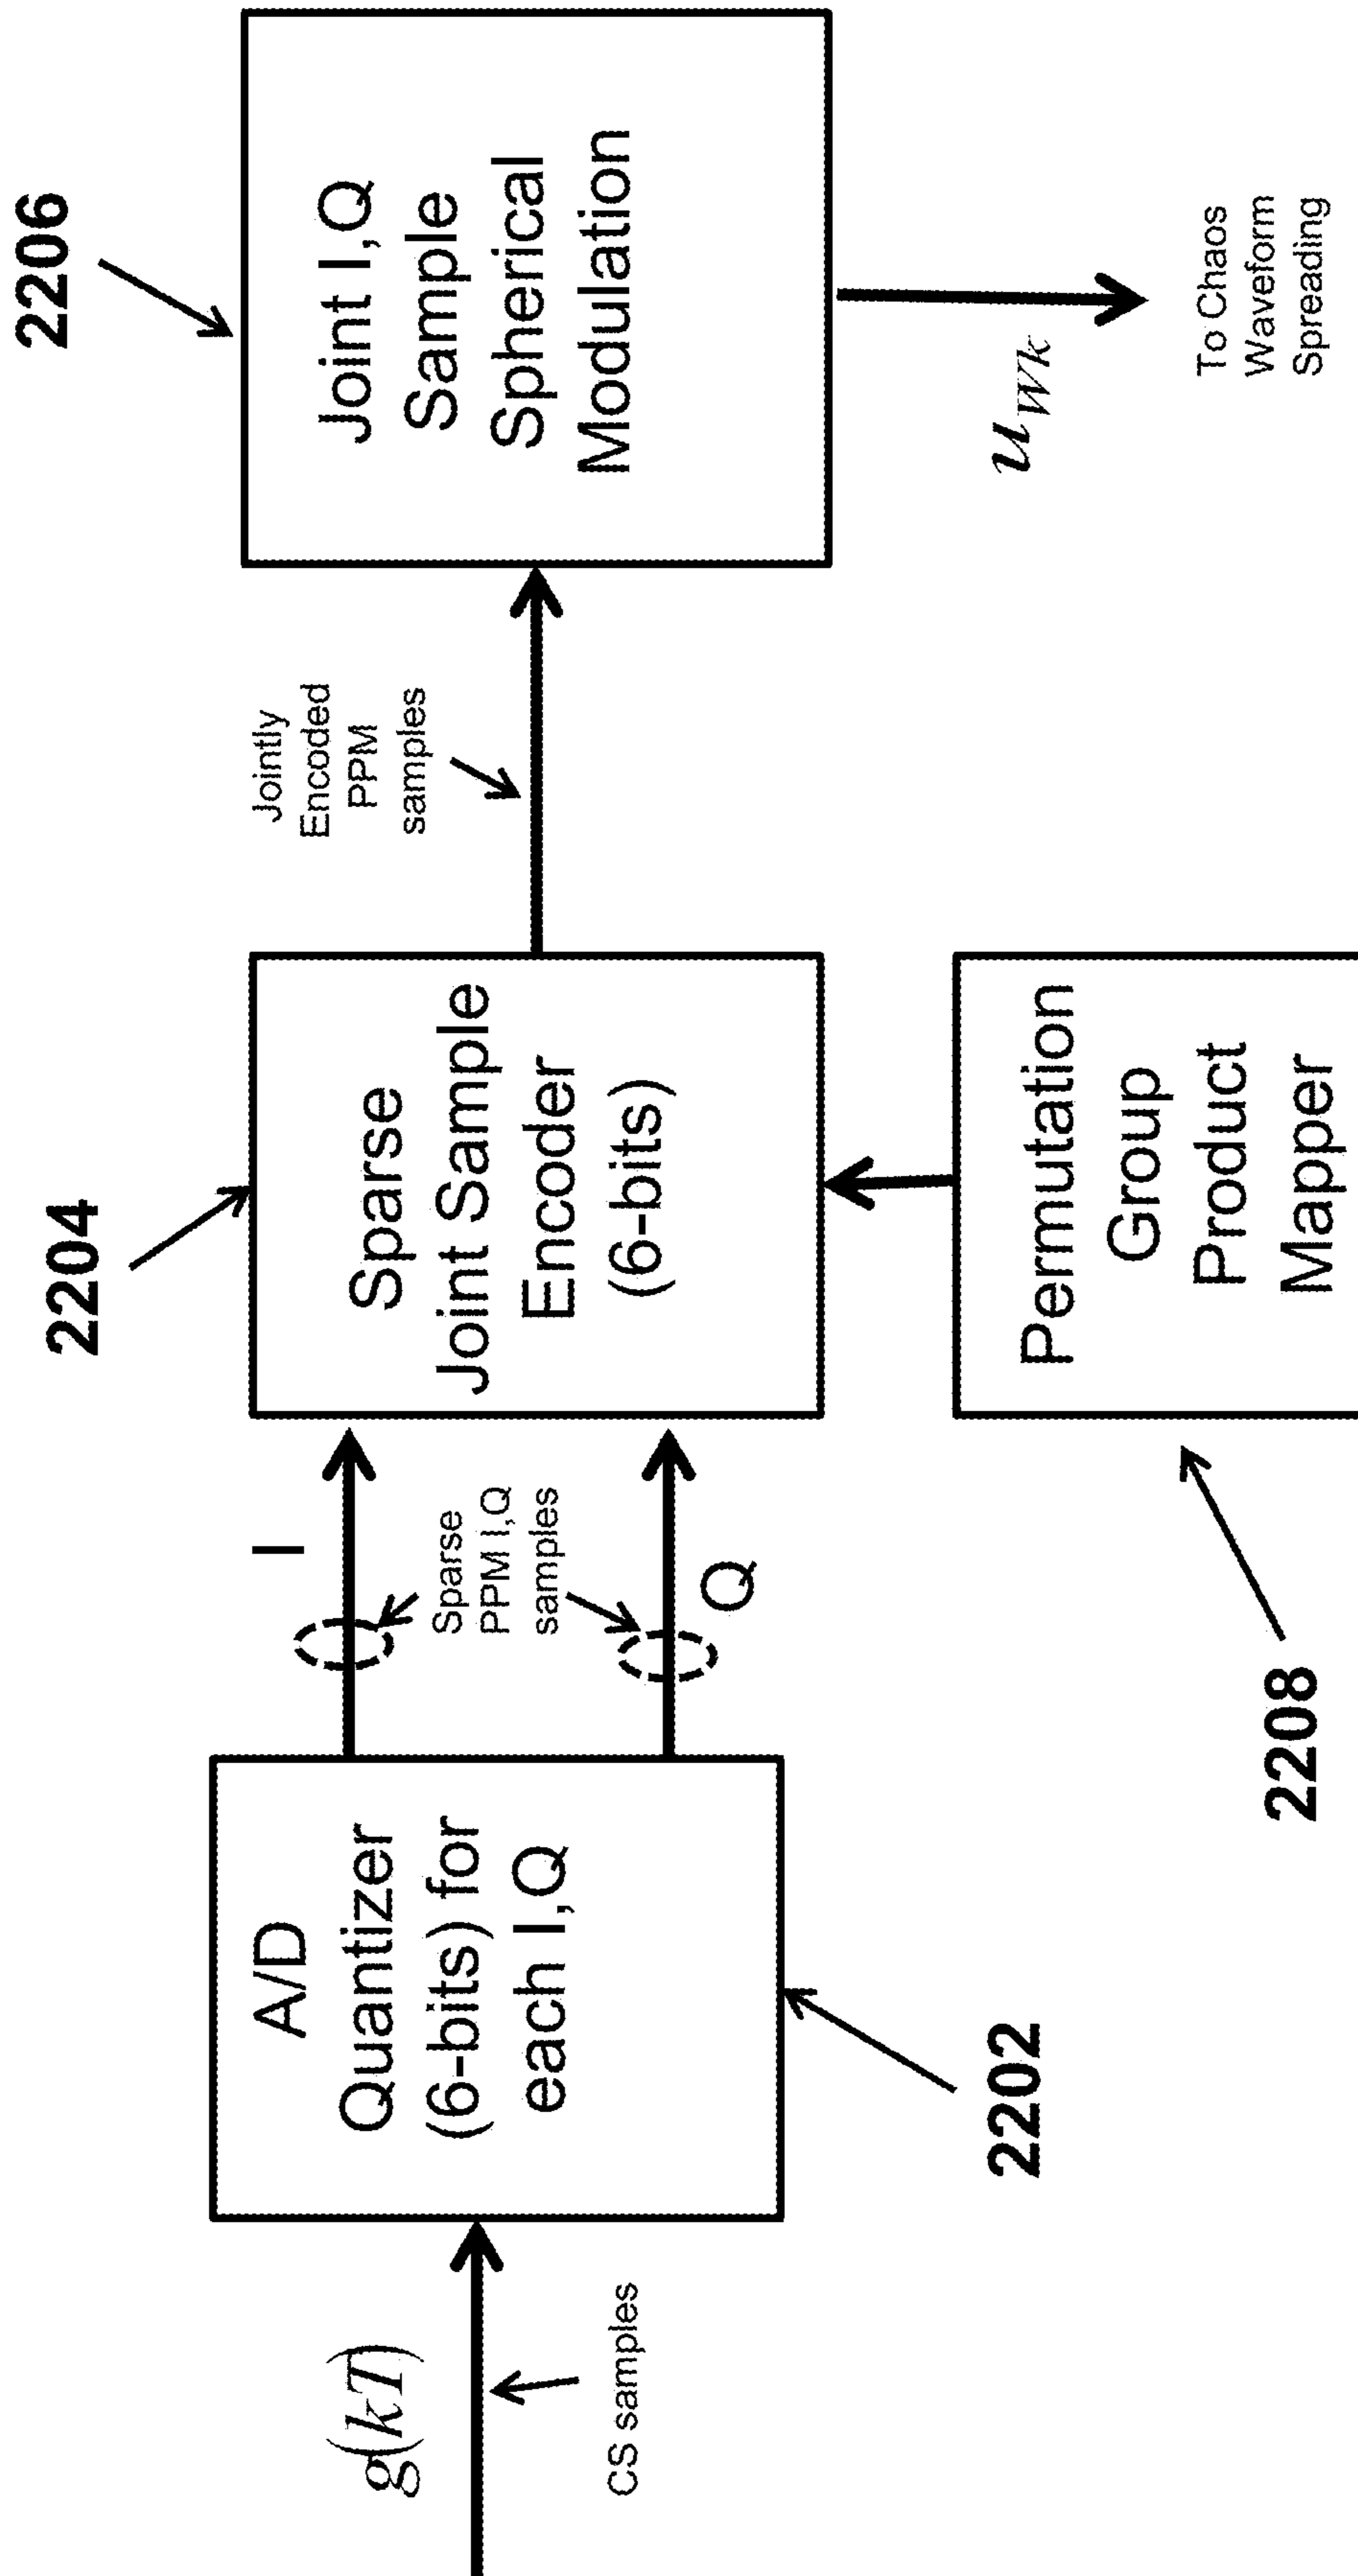 g(kT)
CS samples
A/D
Quantizer
(6-bits) for
each I,Q
2202
I
Sparse
PPM I,Q
samples
Q
2204
Sparse
Joint Sample
Encoder
(6-bits)
2208
Permutation
Group
Product
Mapper
Jointly
Encoded
PPM
samples
2206
Joint I,Q
Sample
Spherical
Modulation
u_{Wk}
To Chaos
Waveform
Spreading